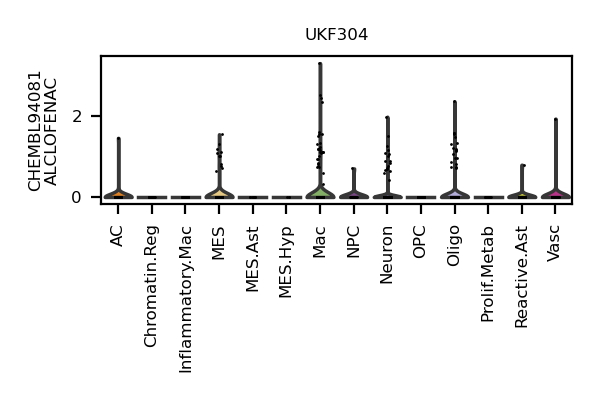 UKF304
CHEMBL94081
ALCLOFENAC
2
0
AC
Chromatin.Reg
Inflammatory.Mac
MES
MES.Ast
MES.Hyp
Mac
NPC
Neuron
OPC
Oligo
Prolif.Metab
Reactive.Ast
Vasc